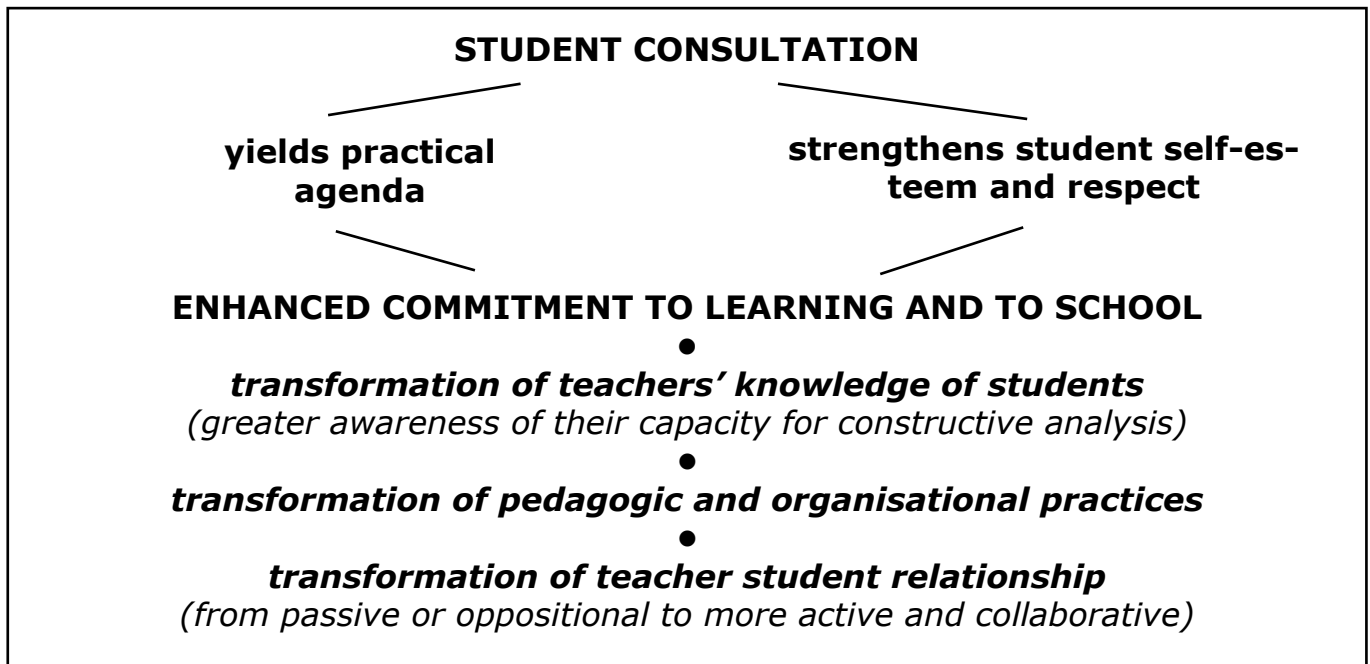 STUDENT CONSULTATION
yields practical
agenda
strengthens student self-es-
teem and respect
ENHANCED COMMITMENT TO LEARNING AND TO SCHOOL
●
transformation of teachers’ knowledge of students
(greater awareness of their capacity for constructive analysis)
●
transformation of pedagogic and organisational practices
●
transformation of teacher student relationship
(from passive or oppositional to more active and collaborative)